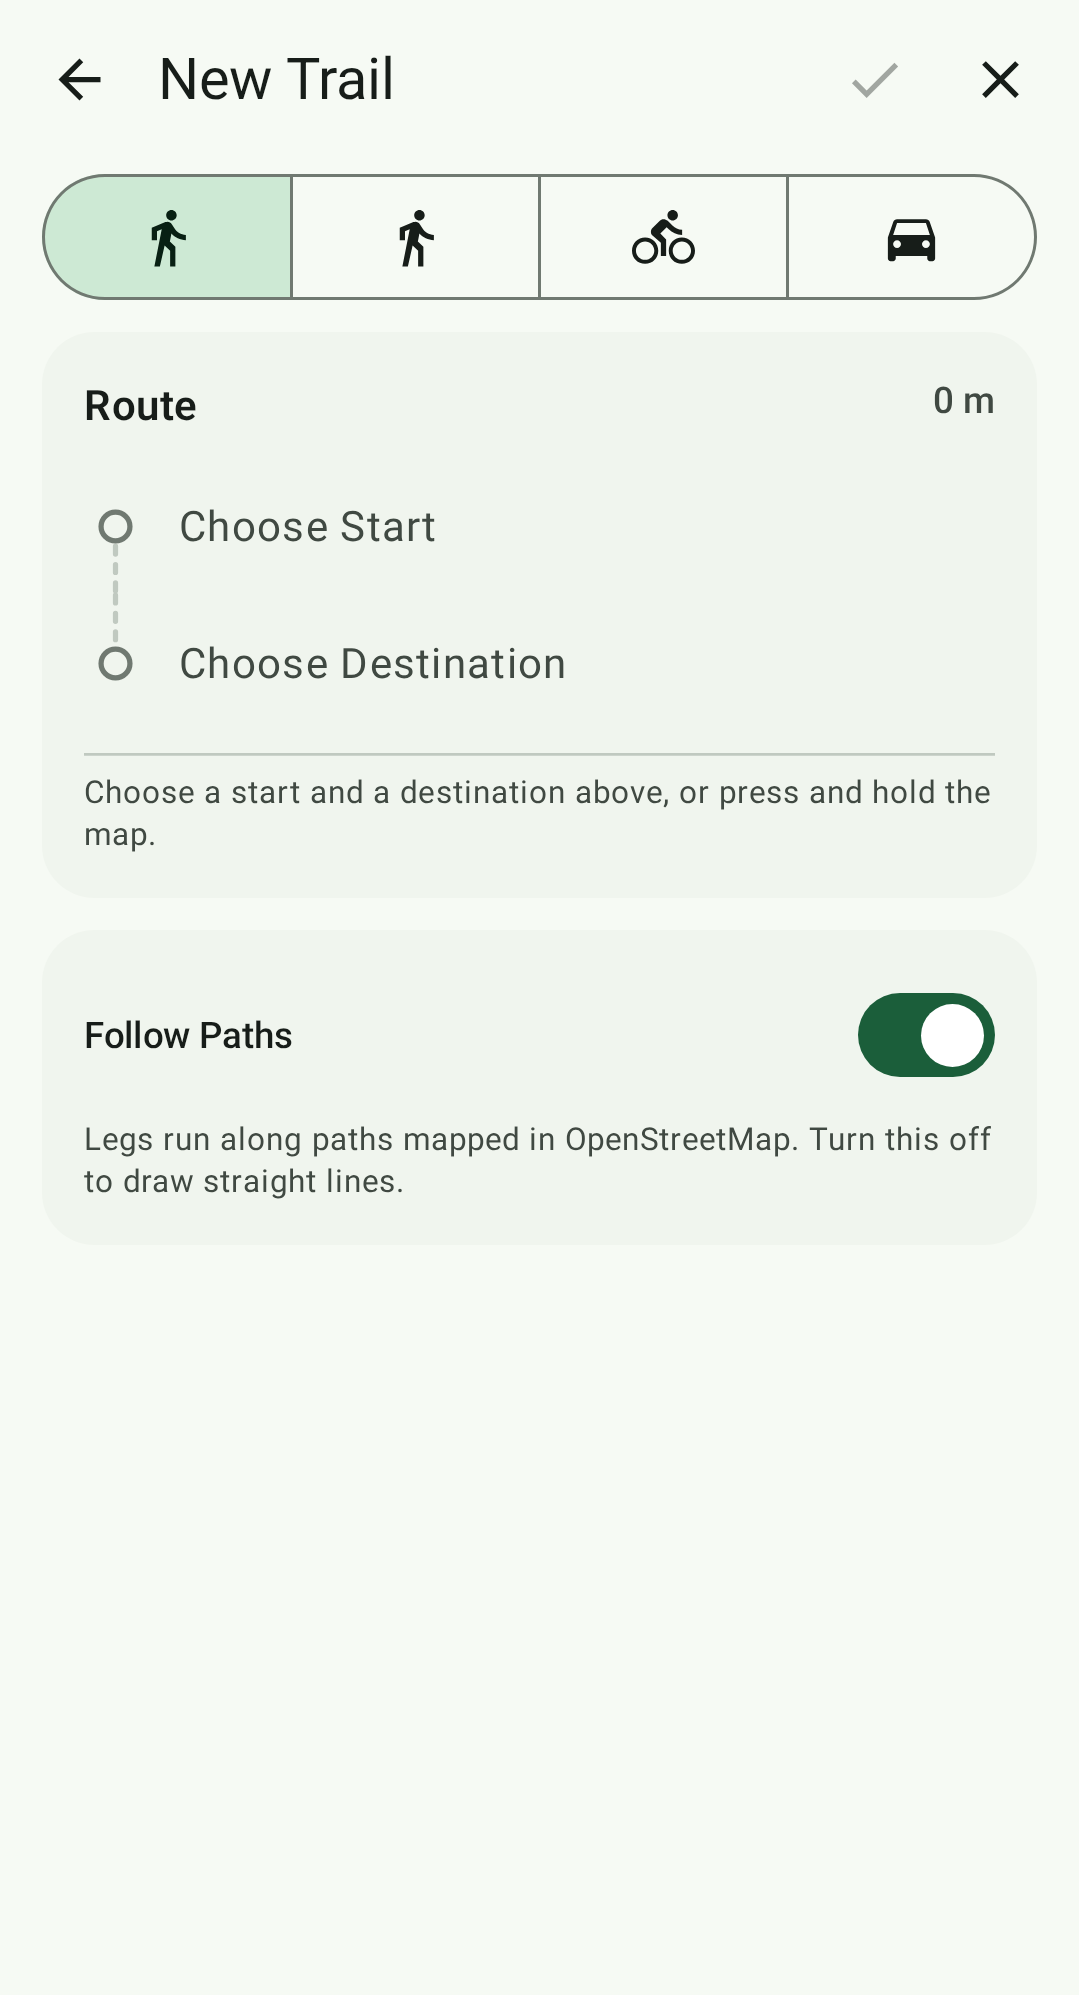 New Trail
Route
0 m
Choose Start
Choose Destination
Choose a start and a destination above, or press and hold the
map.
Follow Paths
Legs run along paths mapped in OpenStreetMap. Turn this off
to draw straight lines.